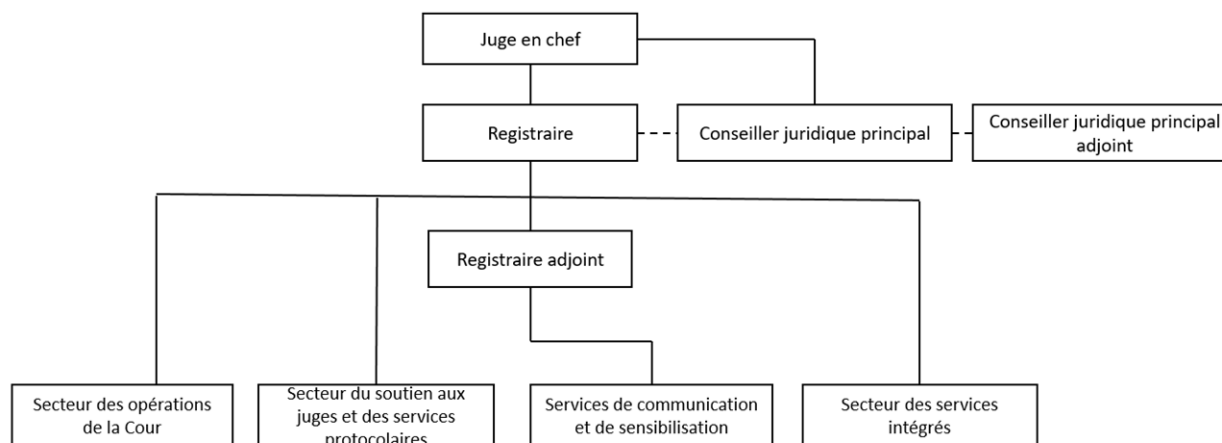 Juge en chef
Registraire
Conseiller juridique principal
Conseiller juridique principal
adjoint
Registraire adjoint
Secteur des opérations
de la Cour
Secteur du soutien aux
juges et des services
protocolaires
Services de communication
et de sensibilisation
Secteur des services
intégrés